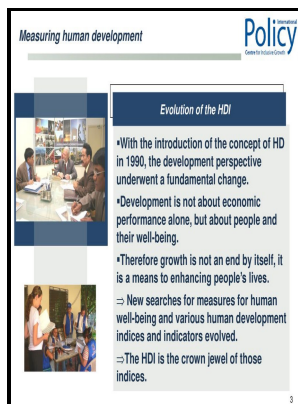 Measuring human development
International
Policy
Centre for Inclusive Growth
Evolution of the HDI
▪With the introduction of the concept of HD
in 1990, the development perspective
underwent a fundamental change.
▪Development is not about economic
performance alone, but about people and
their well-being.
▪Therefore growth is not an end by itself, it
is a means to enhancing people's lives.
⇒ New searches for measures for human
well-being and various human development
indices and indicators evolved.
⇒The HDI is the crown jewel of those
indices.
3